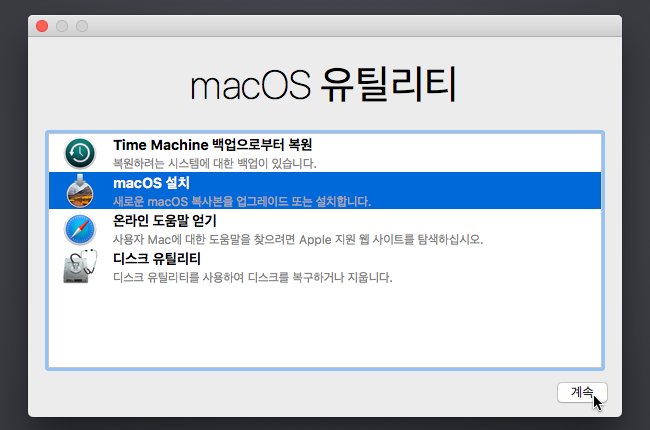 macOS 유틸리티
Time Machine 백업으로부터 복원
복원하려는 시스템에 대한 백업이 있습니다.
macOS 설치
새로운 macOS 복사본을 업그레이드 또는 설치합니다.
온라인 도움말 얻기
사용자 Mac에 대한 도움말을 찾으려면 Apple 지원 웹 사이트를 탐색하십시오.
디스크 유틸리티
디스크 유틸리티를 사용하여 디스크를 복구하거나 지웁니다.
계속